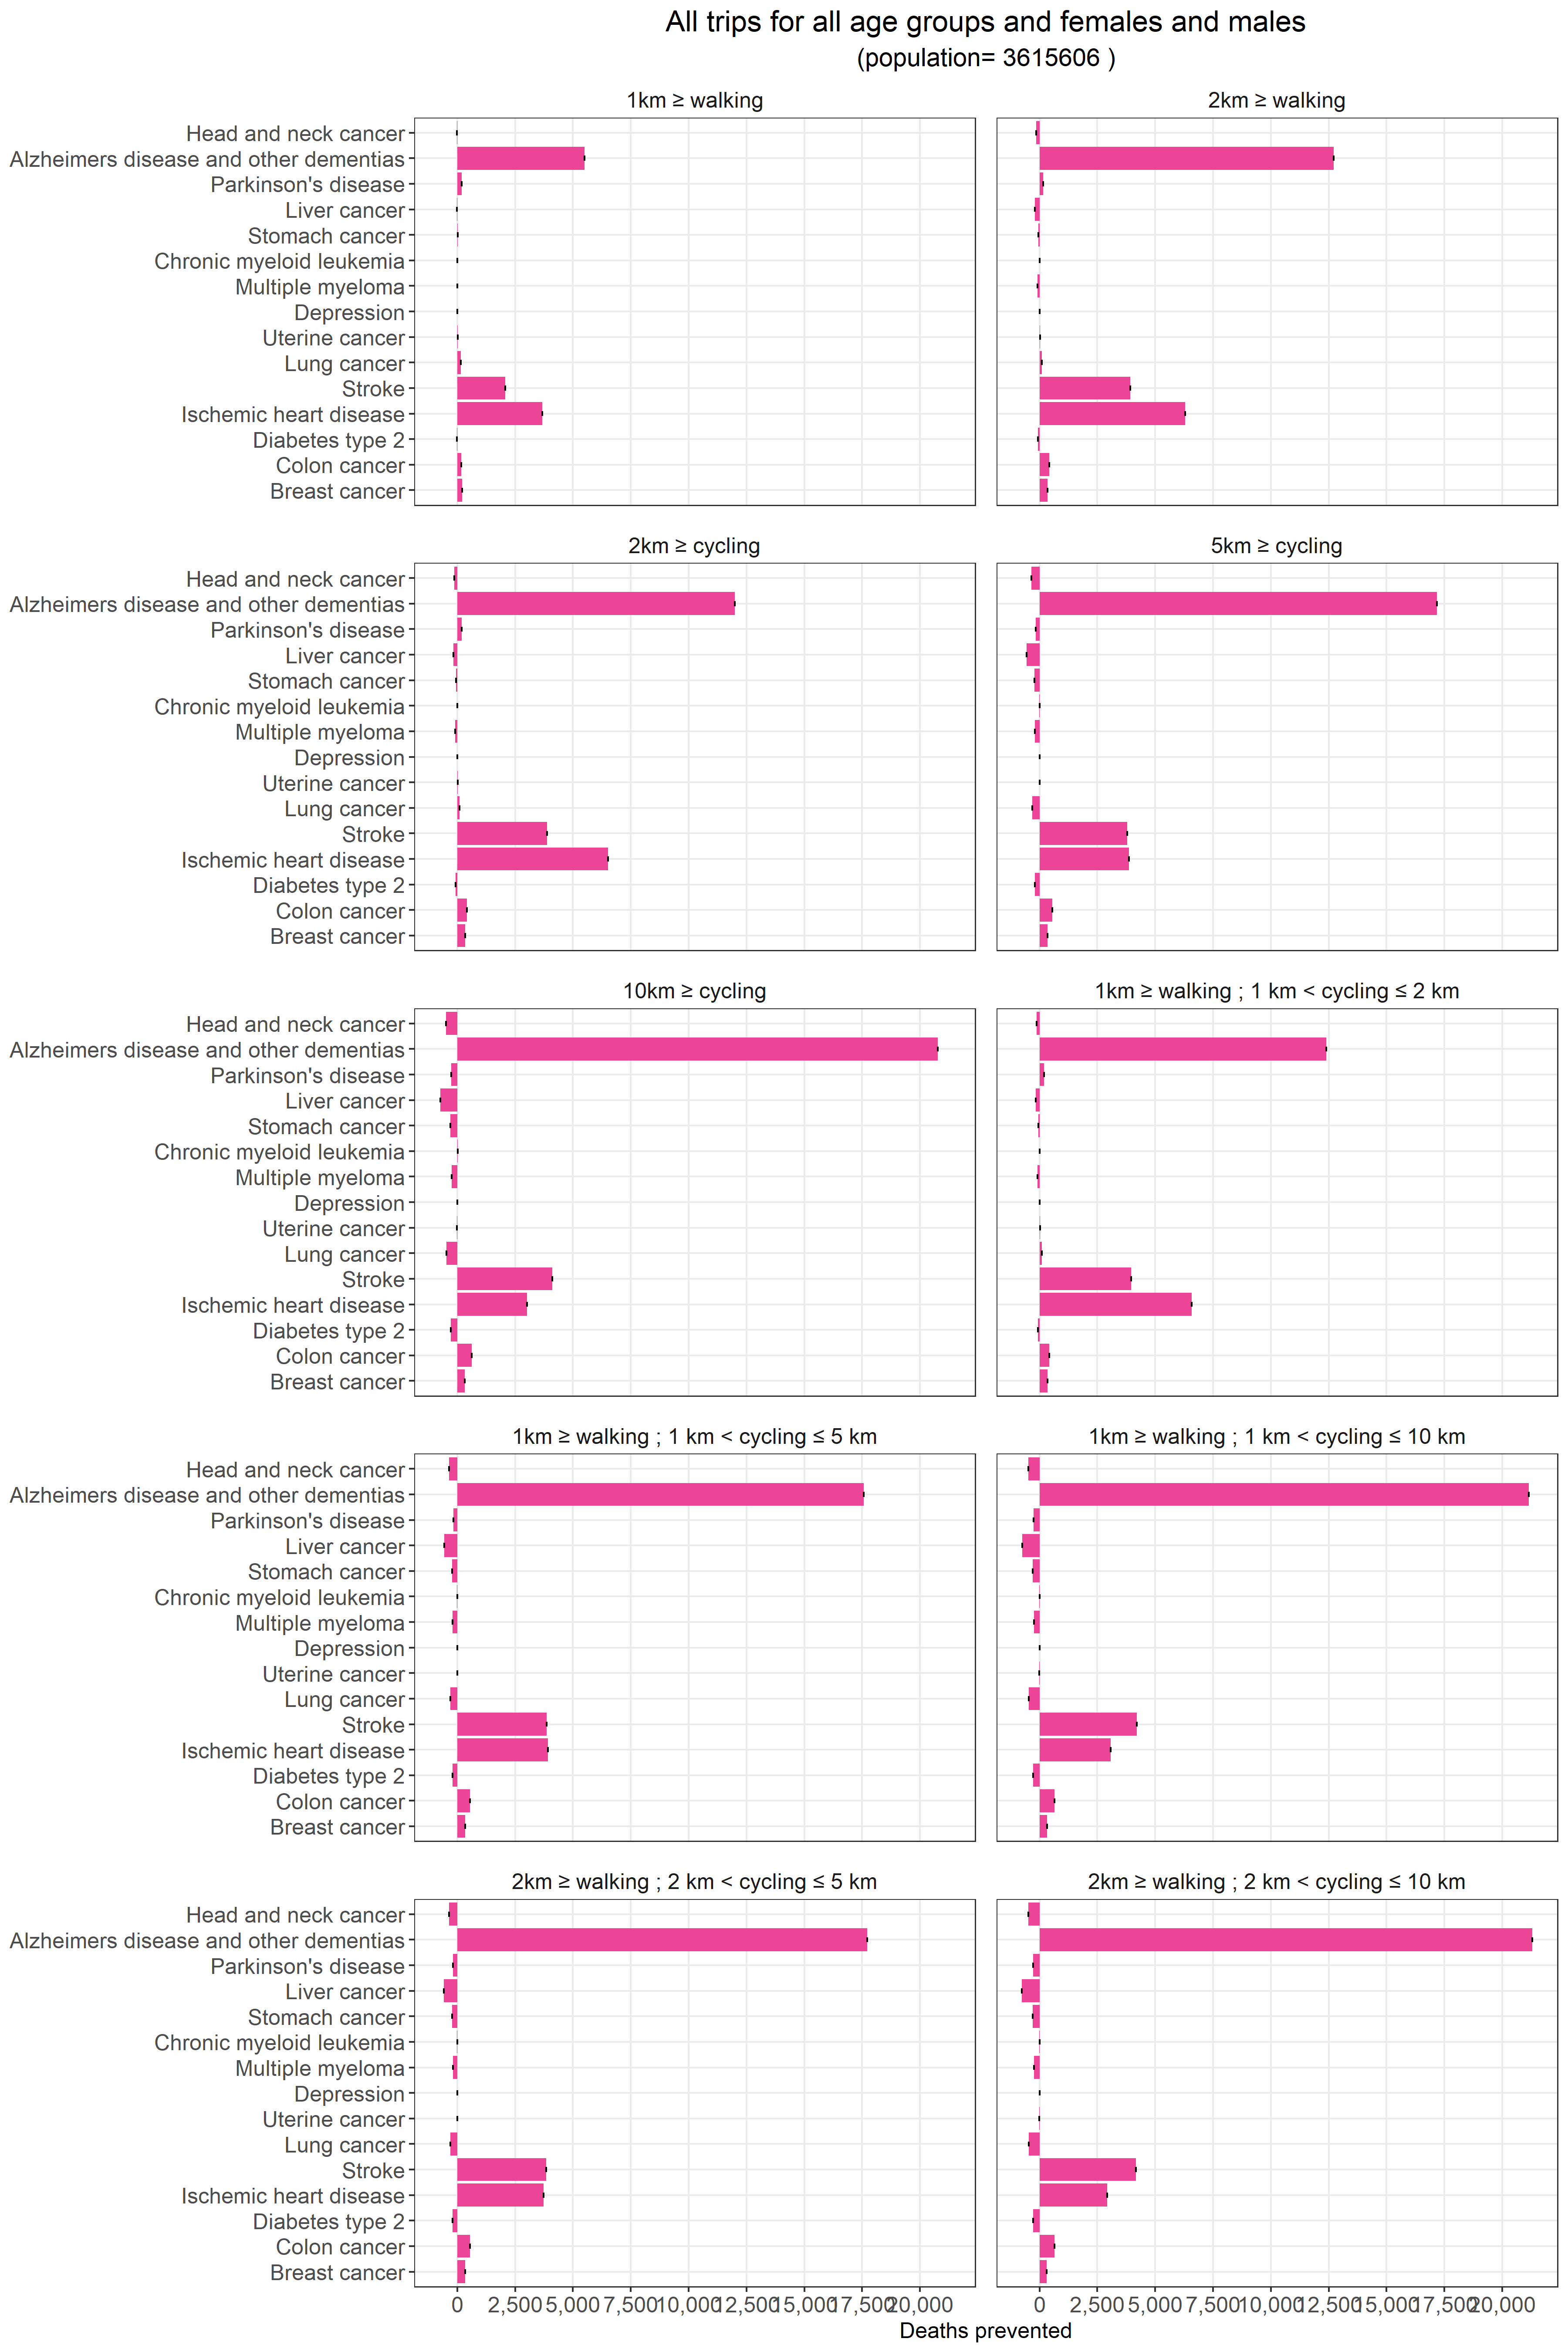 All trips for all age groups and females and males
(population= 3615606 )
1km ≥ walking
2km ≥ walking
Head and neck cancer
Alzheimers disease and other dementias
Parkinson's disease
Liver cancer
Stomach cancer
Chronic myeloid leukemia
Multiple myeloma
Depression
Uterine cancer
Lung cancer
Stroke
Ischemic heart disease
Diabetes type 2
Colon cancer
Breast cancer
2km ≥ cycling
5km ≥ cycling
Head and neck cancer
Alzheimers disease and other dementias
Parkinson's disease
Liver cancer
Stomach cancer
Chronic myeloid leukemia
Multiple myeloma
Depression
Uterine cancer
Lung cancer
Stroke
Ischemic heart disease
Diabetes type 2
Colon cancer
Breast cancer
10km ≥ cycling
1km ≥ walking ; 1 km < cycling ≤ 2 km
Head and neck cancer
Alzheimers disease and other dementias
Parkinson's disease
Liver cancer
Stomach cancer
Chronic myeloid leukemia
Multiple myeloma
Depression
Uterine cancer
Lung cancer
Stroke
Ischemic heart disease
Diabetes type 2
Colon cancer
Breast cancer
1km ≥ walking ; 1 km < cycling ≤ 5 km
1km ≥ walking ; 1 km < cycling ≤ 10 km
Head and neck cancer
Alzheimers disease and other dementias
Parkinson's disease
Liver cancer
Stomach cancer
Chronic myeloid leukemia
Multiple myeloma
Depression
Uterine cancer
Lung cancer
Stroke
Ischemic heart disease
Diabetes type 2
Colon cancer
Breast cancer
2km ≥ walking ; 2 km < cycling ≤ 5 km
2km ≥ walking ; 2 km < cycling ≤ 10 km
Head and neck cancer
Alzheimers disease and other dementias
Parkinson's disease
Liver cancer
Stomach cancer
Chronic myeloid leukemia
Multiple myeloma
Depression
Uterine cancer
Lung cancer
Stroke
Ischemic heart disease
Diabetes type 2
Colon cancer
Breast cancer
0 2,500 5,000 7,500 10,000 12,500 15,000 17,500 20,000
0 2,500 5,000 7,500 10,000 12,500 15,000 17,500 20,000
Deaths prevented